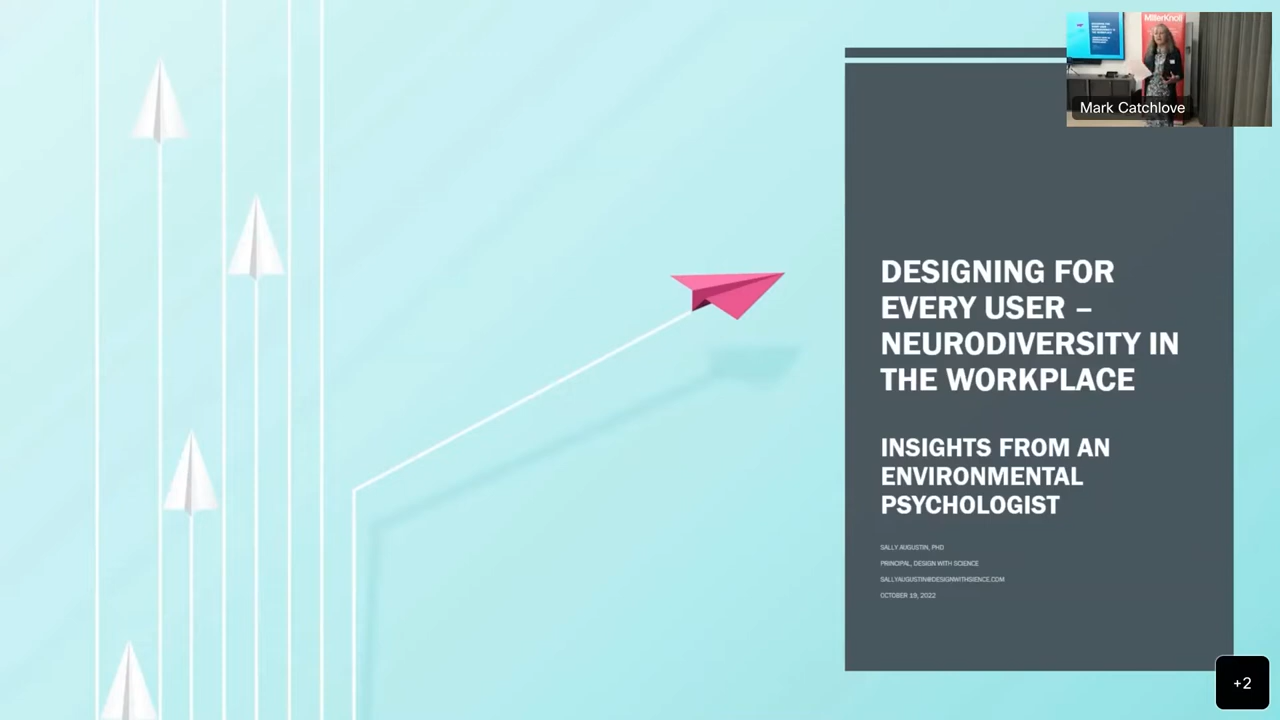 MillerKnoll
Mark Catchlove
DESIGNING FOR
EVERY USER –
NEURODIVERSITY IN
THE WORKPLACE
INSIGHTS FROM AN
ENVIRONMENTAL
PSYCHOLOGIST
SALLY AUGUSTIN, PHD
PRINCIPAL, DESIGN WITH SCIENCE
SALLYAUGUSTIN@DESIGNWITHSIENCE.COM
OCTOBER 19, 2022
+2